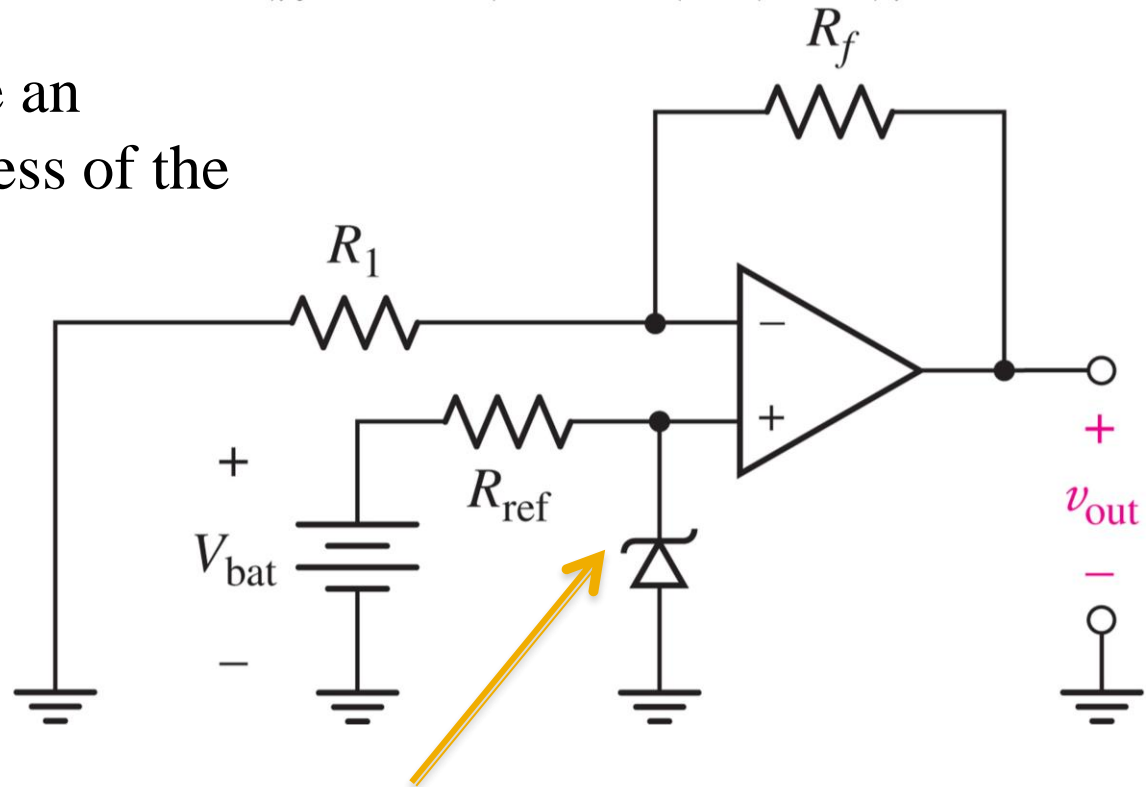 e an
ess of the
R_f
R_1
−
+
R_ref
+
V_bat
−
+
v_out
−